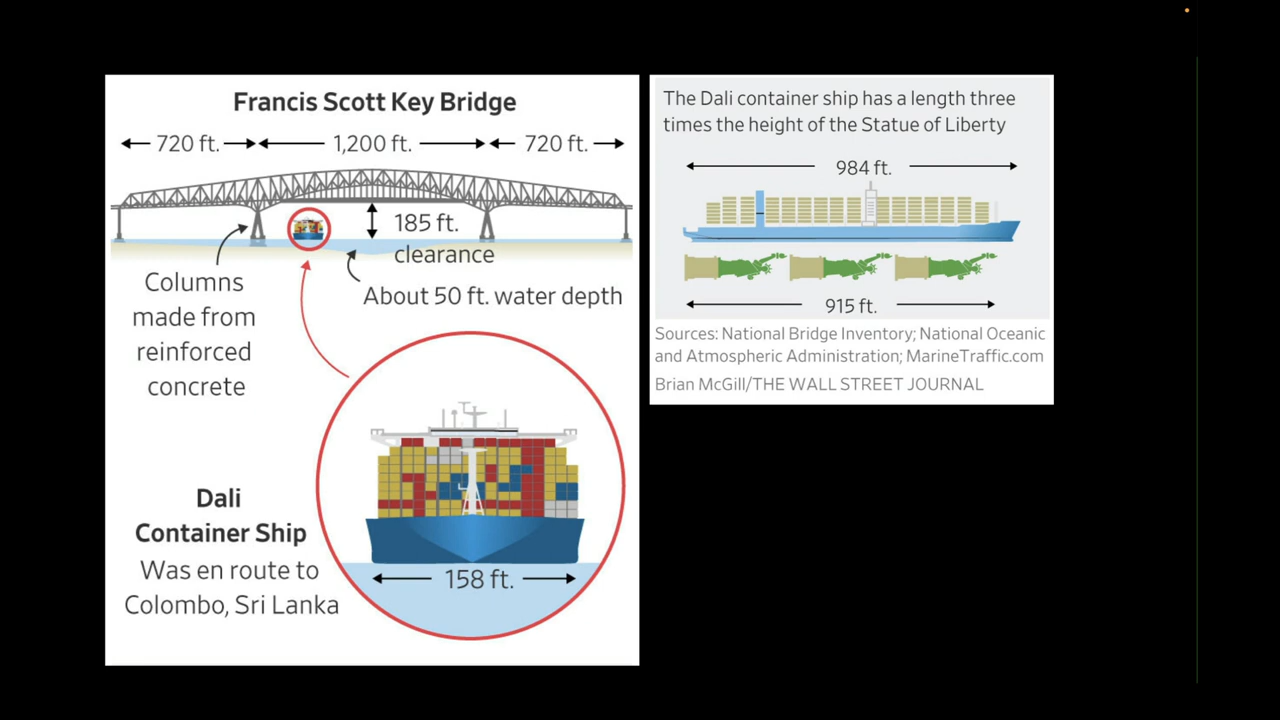 Francis Scott Key Bridge
720 ft.
1,200 ft.
720 ft.
185 ft.
clearance
About 50 ft. water depth
Columns
made from
reinforced
concrete
Dali
Container Ship
Was en route to
Colombo, Sri Lanka
158 ft.
The Dali container ship has a length three
times the height of the Statue of Liberty
984 ft.
915 ft.
Sources: National Bridge Inventory; National Oceanic
and Atmospheric Administration; MarineTraffic.com
Brian McGill/THE WALL STREET JOURNAL